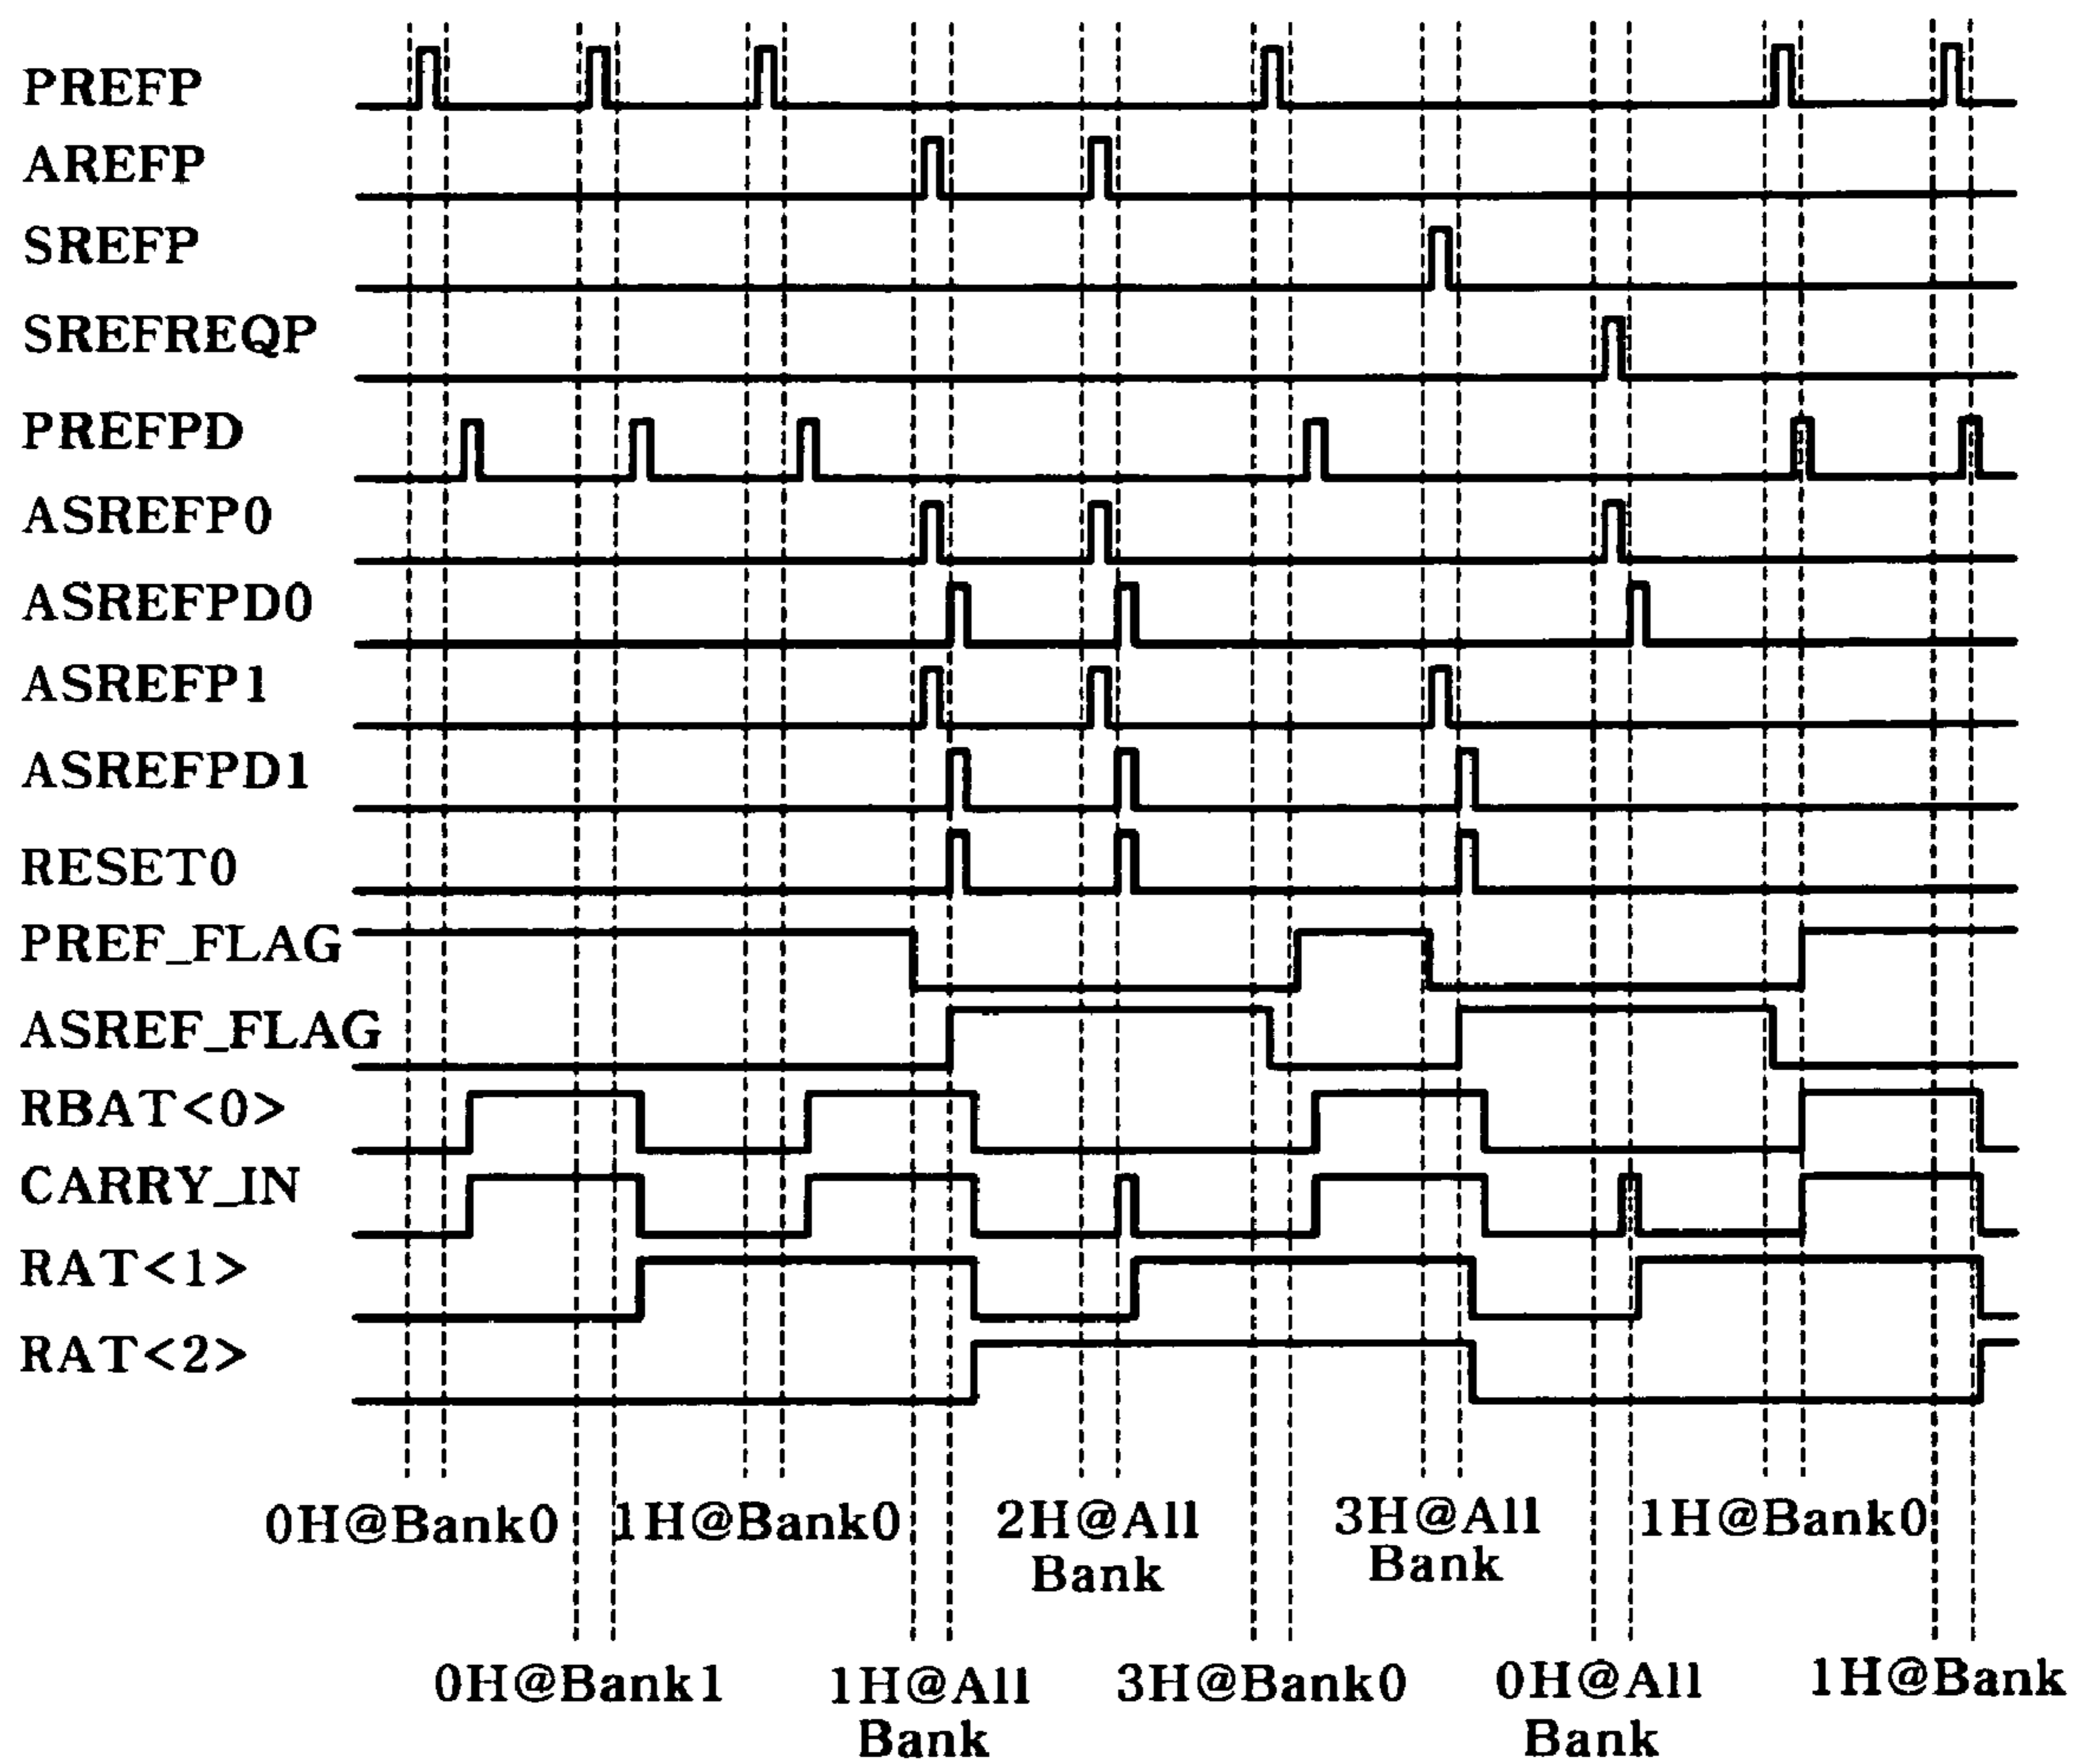 PREFP
AREFP
SREFP
SREFREQP
PREFPD
ASREFP0
ASREFPD0
ASREFP1
ASREFPD1
RESET0
PREF_FLAG
ASREF_FLAG
RBAT<0>
CARRY_IN
RAT<1>
RAT<2>
0H@Bank0
1H@Bank0
2H@All
Bank
3H@All
Bank
1H@Bank0
0H@Bank1
1H@All
Bank
3H@Bank0
0H@All
Bank
1H@Bank